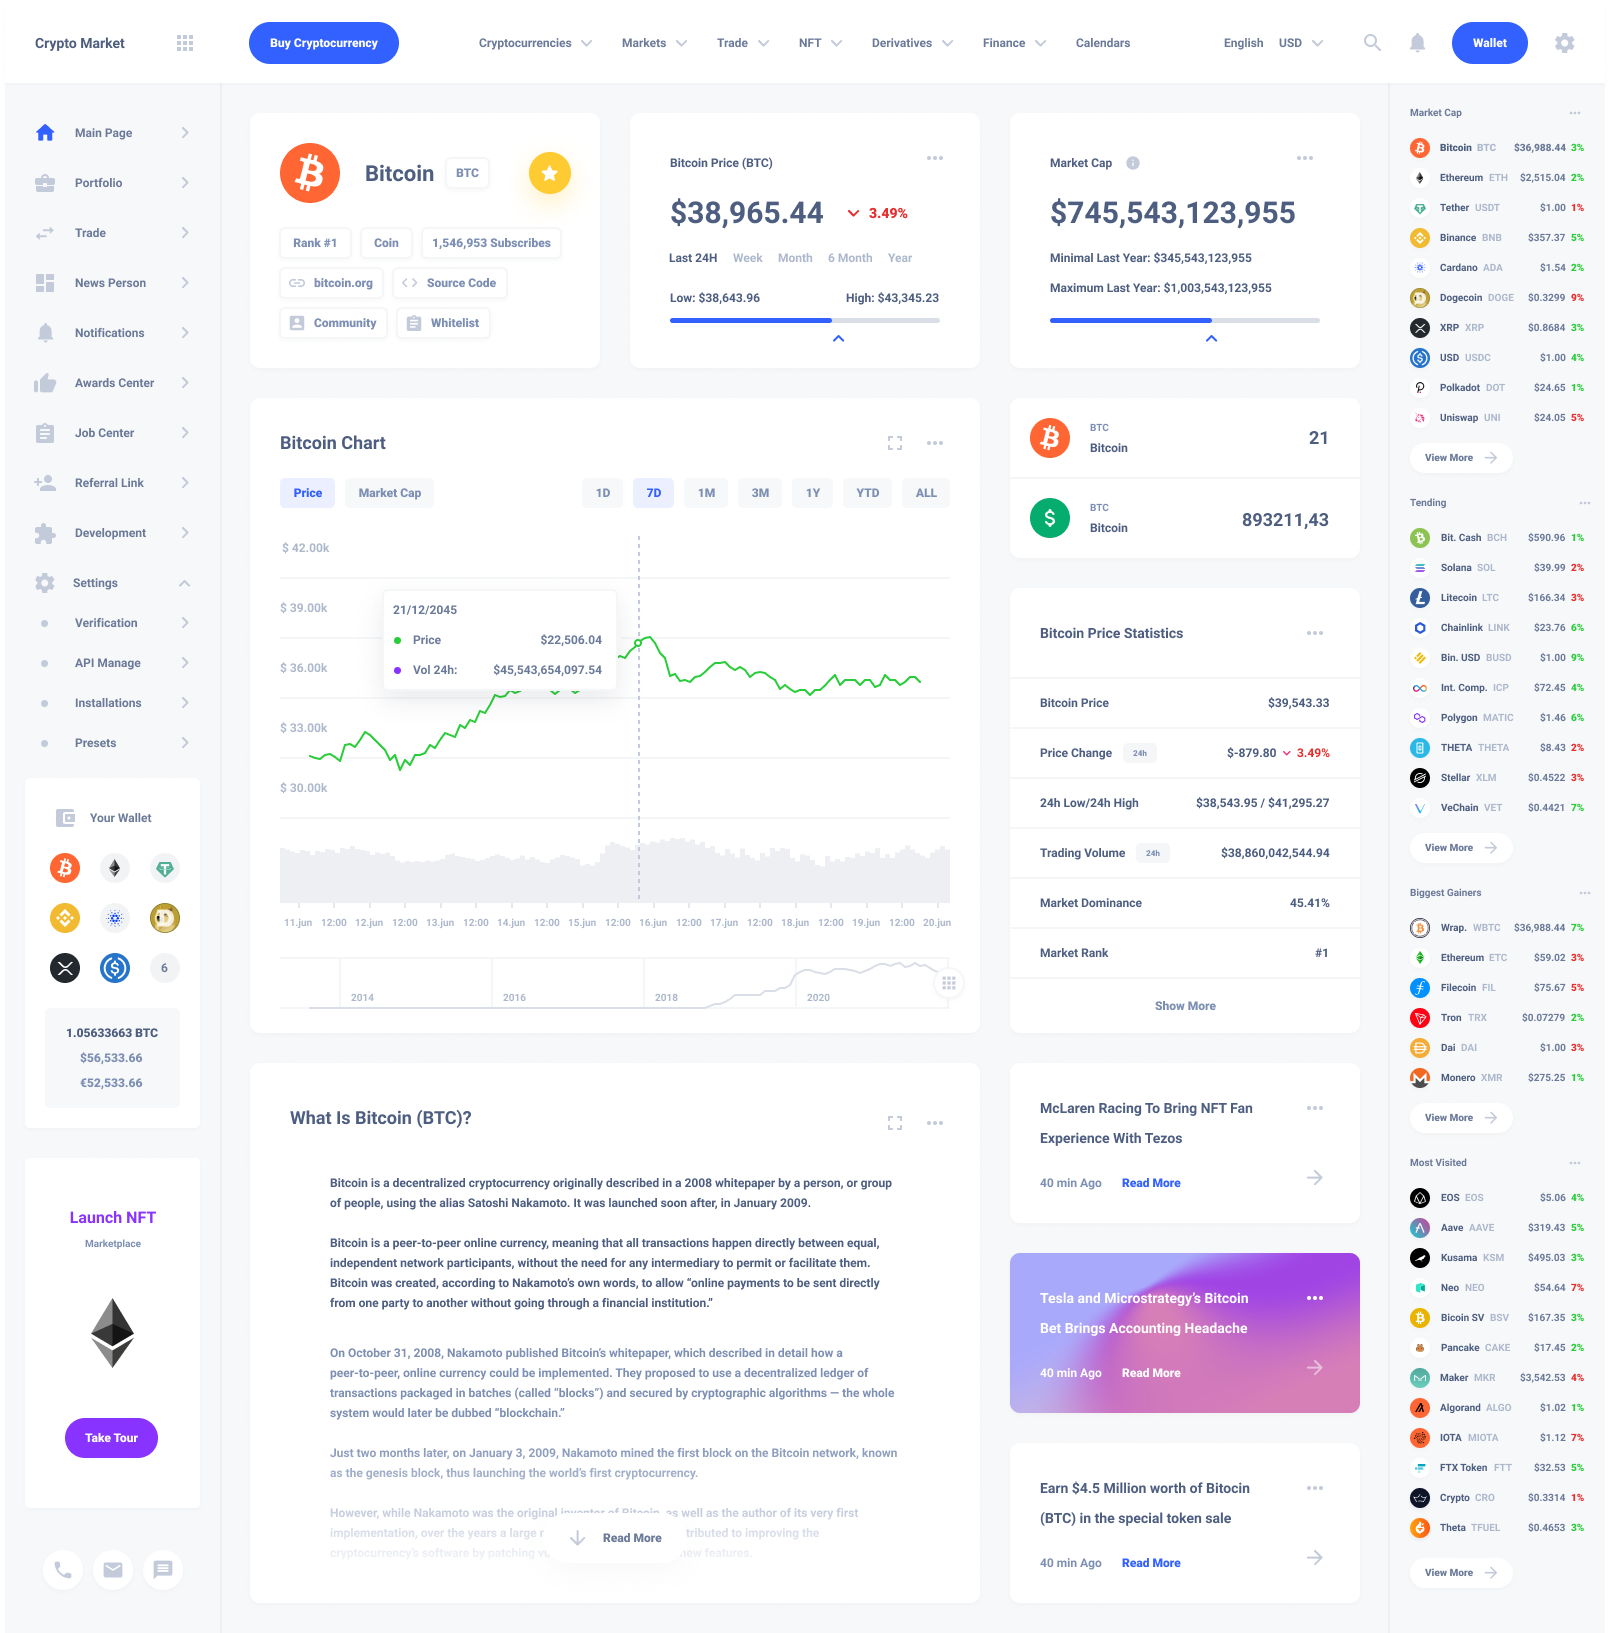 Crypto Market
Buy Cryptocurrency
Cryptocurrencies
Markets
Trade
NFT
Derivatives
Finance
Calendars
English
USD
Wallet
Main Page
Portfolio
Trade
News Person
Notifications
Awards Center
Job Center
Referral Link
Development
Settings
Verification
API Manage
Installations
Presets
Your Wallet
6
1.05633663 BTC
$56,533.66
€52,533.66
Launch NFT
Marketplace
Take Tour
Bitcoin BTC
Rank #1 Coin 1,546,953 Subscribes
bitcoin.org Source Code
Community Whitelist
Bitcoin Price (BTC)
$38,965.44 3.49%
Last 24H Week Month 6 Month Year
Low: $38,643.96 High: $43,345.23
Market Cap
$745,543,123,955
Minimal Last Year: $345,543,123,955
Maximum Last Year: $1,003,543,123,955
Bitcoin Chart
Price Market Cap 1D 7D 1M 3M 1Y YTD ALL
$ 42.00k
$ 39.00k
$ 36.00k
$ 33.00k
$ 30.00k
21/12/2045
Price $22,506.04
Vol 24h: $45,543,654,097.54
11.jun 12:00 12.jun 12:00 13.jun 12:00 14.jun 12:00 15.jun 12:00 16.jun 12:00 17.jun 12:00 18.jun 12:00 19.jun 12:00 20.jun
2014 2016 2018 2020
BTC
Bitcoin 21
BTC
Bitcoin 893211,43
Bitcoin Price Statistics
Bitcoin Price $39,543.33
Price Change 24h $-879.80 3.49%
24h Low/24h High $38,543.95 / $41,295.27
Trading Volume 24h $38,860,042,544.94
Market Dominance 45.41%
Market Rank #1
Show More
What Is Bitcoin (BTC)?
Bitcoin is a decentralized cryptocurrency originally described in a 2008 whitepaper by a person, or group
of people, using the alias Satoshi Nakamoto. It was launched soon after, in January 2009.
Bitcoin is a peer-to-peer online currency, meaning that all transactions happen directly between equal,
independent network participants, without the need for any intermediary to permit or facilitate them.
Bitcoin was created, according to Nakamoto's own words, to allow “online payments to be sent directly
from one party to another without going through a financial institution.”
On October 31, 2008, Nakamoto published Bitcoin's whitepaper, which described in detail how a
peer-to-peer, online currency could be implemented. They proposed to use a decentralized ledger of
transactions packaged in batches (called “blocks”) and secured by cryptographic algorithms — the whole
system would later be dubbed “blockchain.”
Just two months later, on January 3, 2009, Nakamoto mined the first block on the Bitcoin network, known
as the genesis block, thus launching the world's first cryptocurrency.
However, while Nakamoto was the original inventor of Bitcoin, as well as the author of its very first
implementation, over the years a large tributed to improving the
cryptocurrency's software by patching new features.
Read More
McLaren Racing To Bring NFT Fan
Experience With Tezos
40 min Ago Read More
Tesla and Microstrategy's Bitcoin
Bet Brings Accounting Headache
40 min Ago Read More
Earn $4.5 Million worth of Bitocin
(BTC) in the special token sale
40 min Ago Read More
Market Cap
Bitcoin BTC $36,988.44 3%
Ethereum ETH $2,515.04 2%
Tether USDT $1.00 1%
Binance BNB $357.37 5%
Cardano ADA $1.54 2%
Dogecoin DOGE $0.3299 9%
XRP XRP $0.8684 3%
USD USDC $1.00 4%
Polkadot DOT $24.65 1%
Uniswap UNI $24.05 5%
View More
Tending
Bit. Cash BCH $590.96 1%
Solana SOL $39.99 2%
Litecoin LTC $166.34 3%
Chainlink LINK $23.76 6%
Bin. USD BUSD $1.00 9%
Int. Comp. ICP $72.45 4%
Polygon MATIC $1.46 6%
THETA THETA $8.43 2%
Stellar XLM $0.4522 3%
VeChain VET $0.4421 7%
View More
Biggest Gainers
Wrap. WBTC $36,988.44 7%
Ethereum ETC $59.02 3%
Filecoin FIL $75.67 5%
Tron TRX $0.07279 2%
Dai DAI $1.00 3%
Monero XMR $275.25 1%
View More
Most Visited
EOS EOS $5.06 4%
Aave AAVE $319.43 5%
Kusama KSM $495.03 3%
Neo NEO $54.64 7%
Bicoin SV BSV $167.35 3%
Pancake CAKE $17.45 2%
Maker MKR $3,542.53 4%
Algorand ALGO $1.02 1%
IOTA MIOTA $1.12 7%
FTX Token FTT $32.53 5%
Crypto CRO $0.3314 1%
Theta TFUEL $0.4653 3%
View More